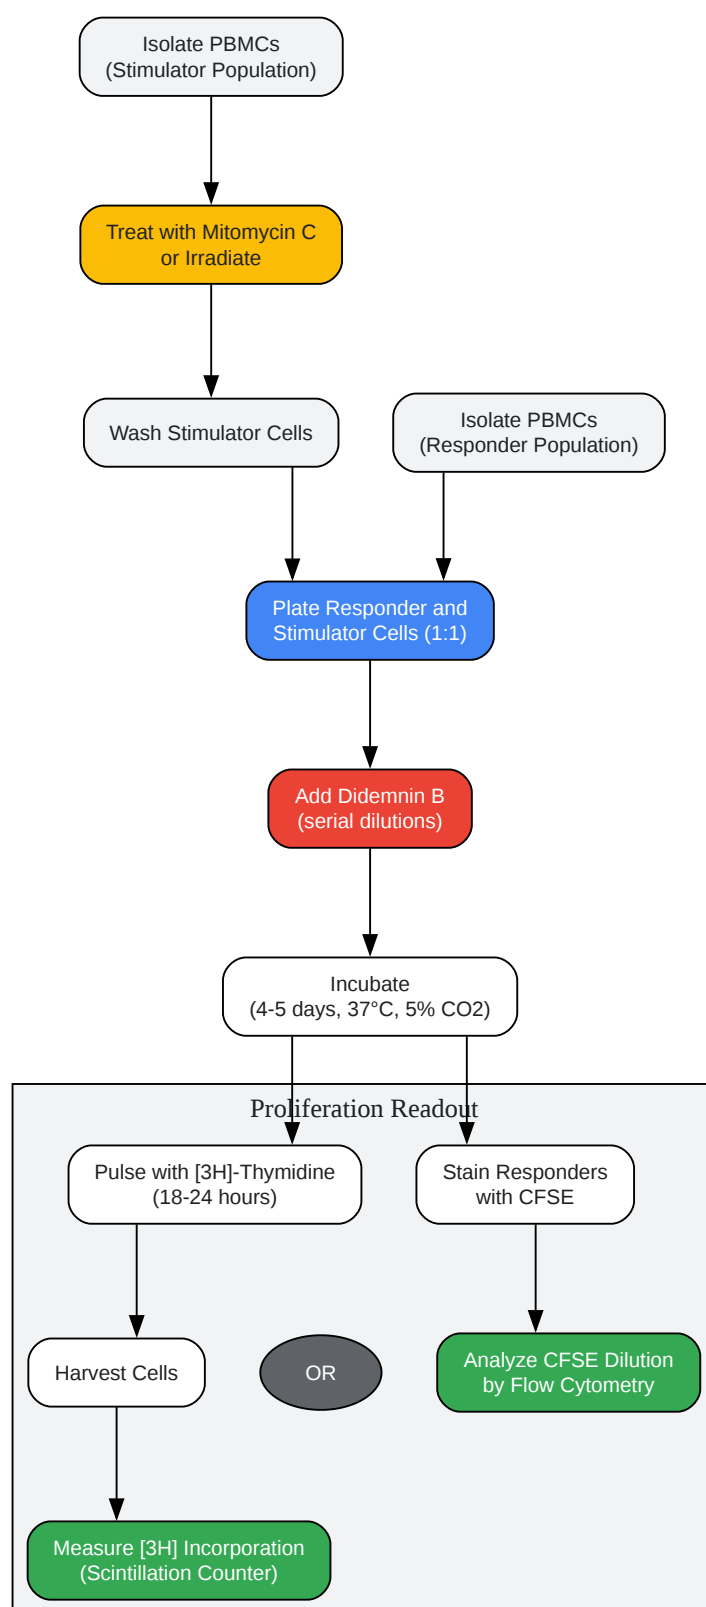 Isolate PBMCs
(Stimulator Population)
Treat with Mitomycin C
or Irradiate
Wash Stimulator Cells
Isolate PBMCs
(Responder Population)
Plate Responder and
Stimulator Cells (1:1)
Add Didemnin B
(serial dilutions)
Incubate
(4-5 days, 37°C, 5% CO2)
Proliferation Readout
Pulse with [3H]-Thymidine
(18-24 hours)
Stain Responders
with CFSE
Harvest Cells
OR
Analyze CFSE Dilution
by Flow Cytometry
Measure [3H] Incorporation
(Scintillation Counter)